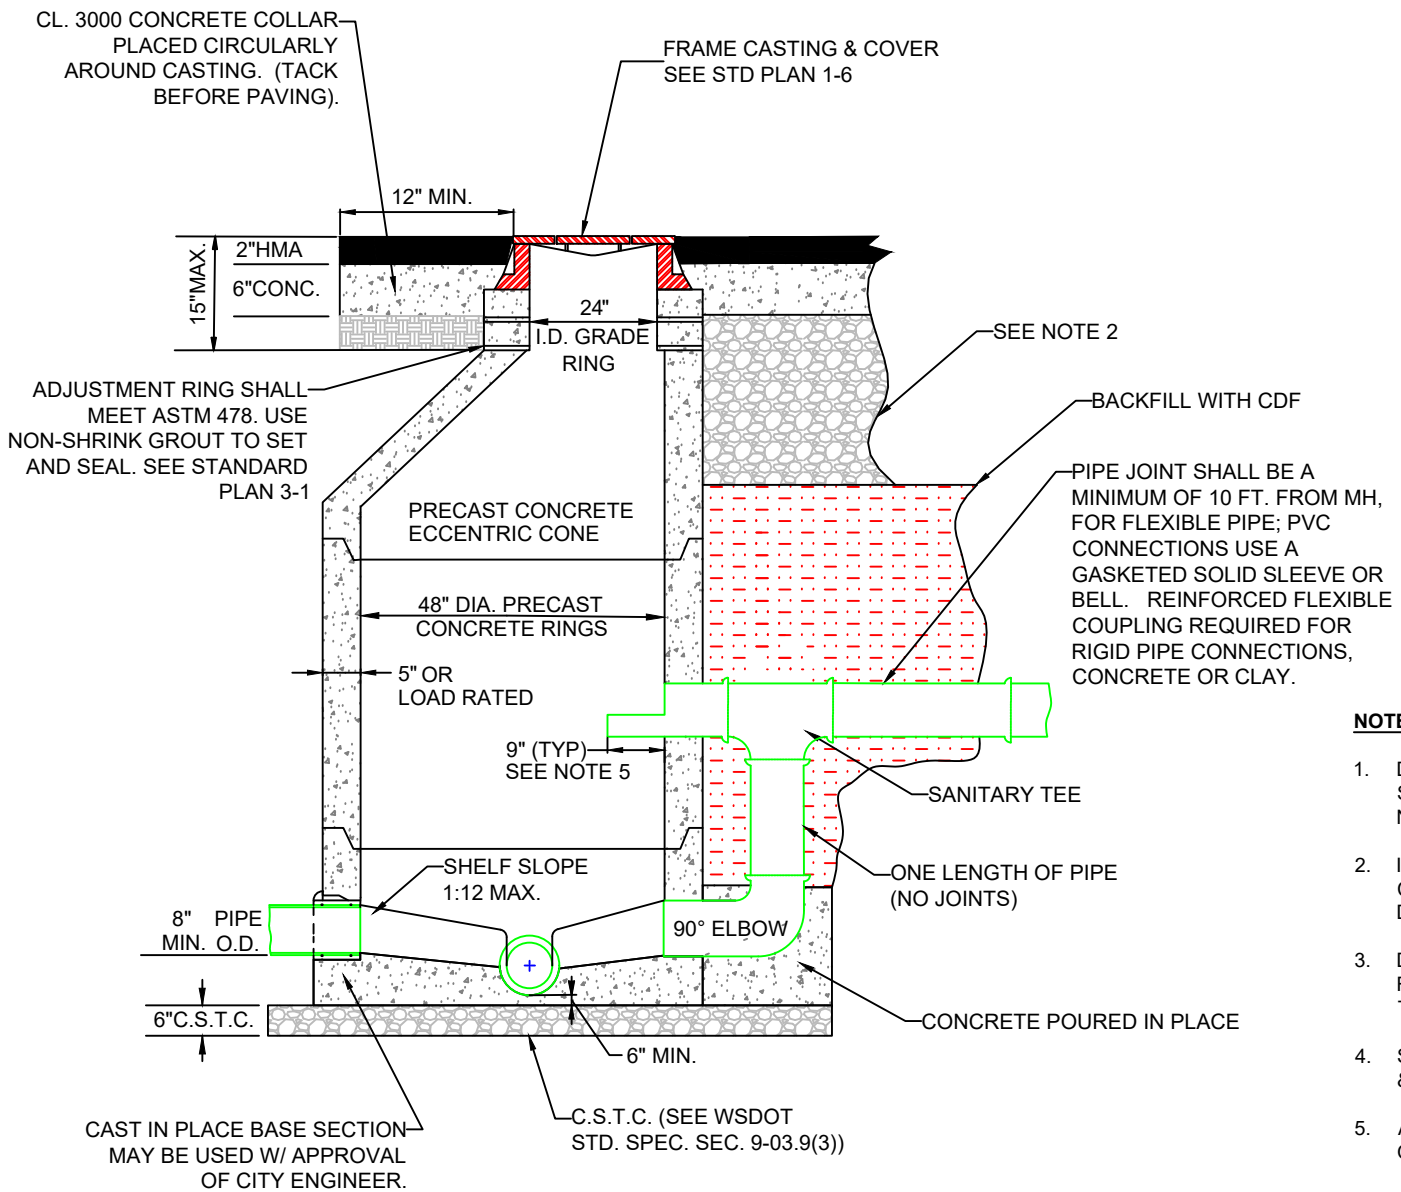 CL. 3000 CONCRETE COLLAR
PLACED CIRCULARLY
AROUND CASTING. (TACK
BEFORE PAVING).
FRAME CASTING & COVER
SEE STD PLAN 1-6
12" MIN.
15"MAX.
2"HMA
6"CONC.
24"
I.D. GRADE
RING
SEE NOTE 2
ADJUSTMENT RING SHALL
MEET ASTM 478. USE
NON-SHRINK GROUT TO SET
AND SEAL. SEE STANDARD
PLAN 3-1
BACKFILL WITH CDF
PIPE JOINT SHALL BE A
MINIMUM OF 10 FT. FROM MH,
FOR FLEXIBLE PIPE; PVC
CONNECTIONS USE A
GASKETED SOLID SLEEVE OR
BELL. REINFORCED FLEXIBLE
COUPLING REQUIRED FOR
RIGID PIPE CONNECTIONS,
CONCRETE OR CLAY.
PRECAST CONCRETE
ECCENTRIC CONE
48" DIA. PRECAST
CONCRETE RINGS
5" OR
LOAD RATED
9" (TYP)
SEE NOTE 5
SANITARY TEE
SHELF SLOPE
1:12 MAX.
ONE LENGTH OF PIPE
(NO JOINTS)
8" PIPE
MIN. O.D.
90° ELBOW
6"C.S.T.C.
CONCRETE POURED IN PLACE
6" MIN.
C.S.T.C. (SEE WSDOT
STD. SPEC. SEC. 9-03.9(3))
CAST IN PLACE BASE SECTION
MAY BE USED W/ APPROVAL
OF CITY ENGINEER.
NOTE
1.
2.
3.
4.
&
5.